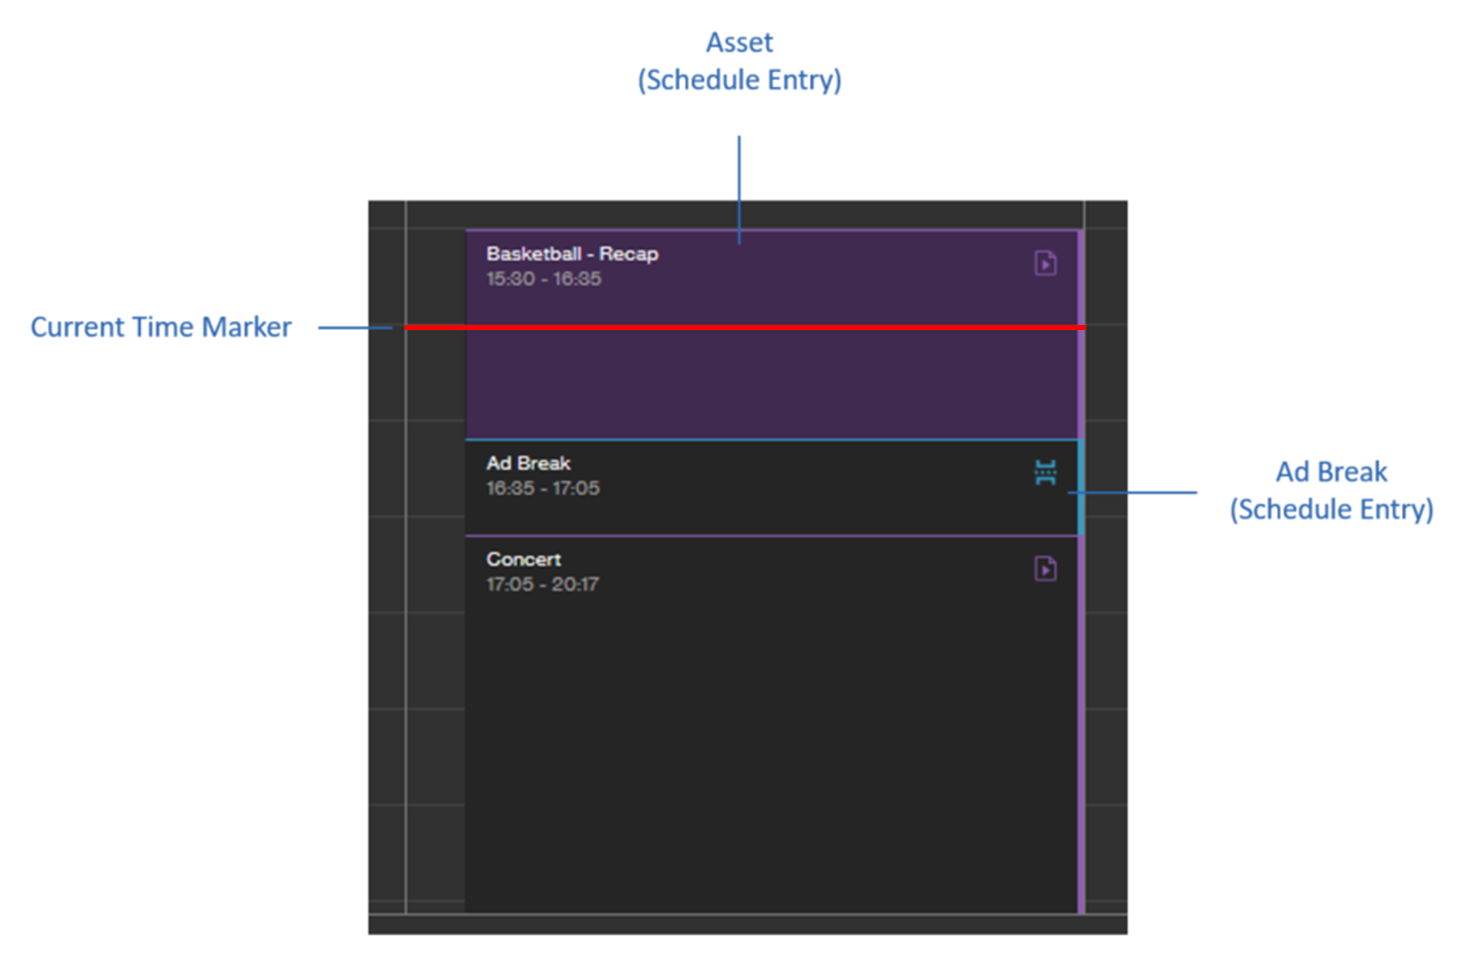 Asset
(Schedule Entry)
Basketball - Recap
15:30 - 16:35
Current Time Marker
Ad Break
16:35 - 17:05
Ad Break
(Schedule Entry)
Concert
17:05 - 20:17